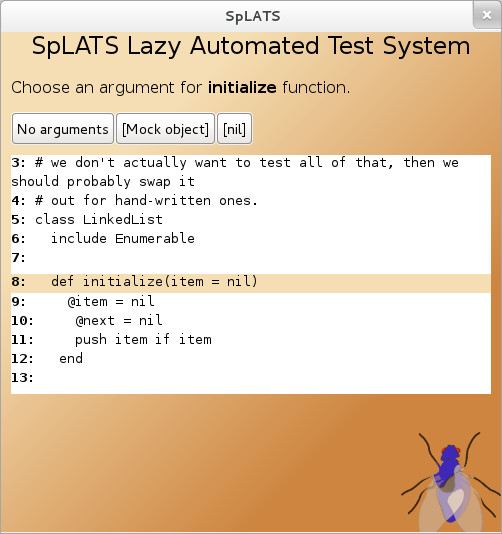 SpLATS
SpLATS Lazy Automated Test System
Choose an argument for initialize function.
No arguments [Mock object] [nil]
3: # we don't actually want to test all of that, then we
should probably swap it
4: # out for hand-written ones.
5: class LinkedList
6:   include Enumerable
7:
8:   def initialize(item = nil)
9:     @item = nil
10:     @next = nil
11:     push item if item
12:   end
13: